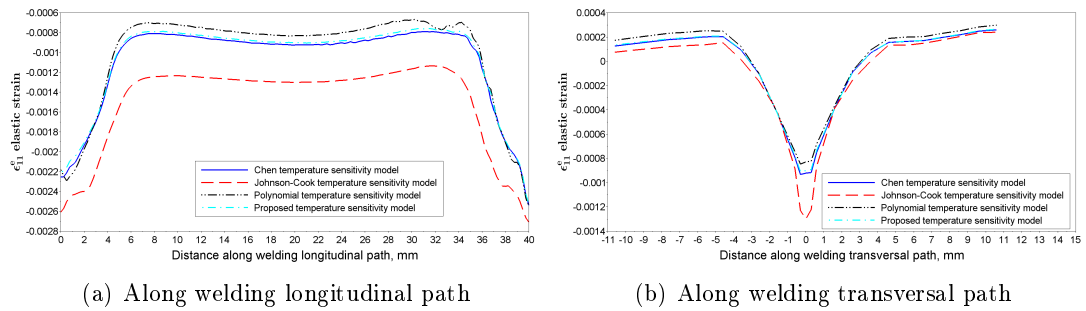 -0.0006
-0.0008
-0.001
-0.0012
-0.0014
-0.0016
-0.0018
-0.002
-0.0022
-0.0024
-0.0026
-0.0028
ϵ₁₁ᵉ elastic strain
Chen temperature sensitivity model
Johnson-Cook temperature sensitivity model
Polynomial temperature sensitivity model
Proposed temperature sensitivity model
0 2 4 6 8 10 12 14 16 18 20 22 24 26 28 30 32 34 36 38 40
Distance along welding longitudinal path, mm
(a) Along welding longitudinal path
0.0004
0.0002
0
-0.0002
-0.0004
-0.0006
-0.0008
-0.001
-0.0012
-0.0014
ϵ₁₁ᵉ elastic strain
Chen temperature sensitivity model
Johnson-Cook temperature sensitivity model
Polynomial temperature sensitivity model
Proposed temperature sensitivity model
-11 -10 -9 -8 -7 -6 -5 -4 -3 -2 -1 0 1 2 3 4 5 6 7 8 9 10 11 12 13 14 15
Distance along welding transversal path, mm
(b) Along welding transversal path